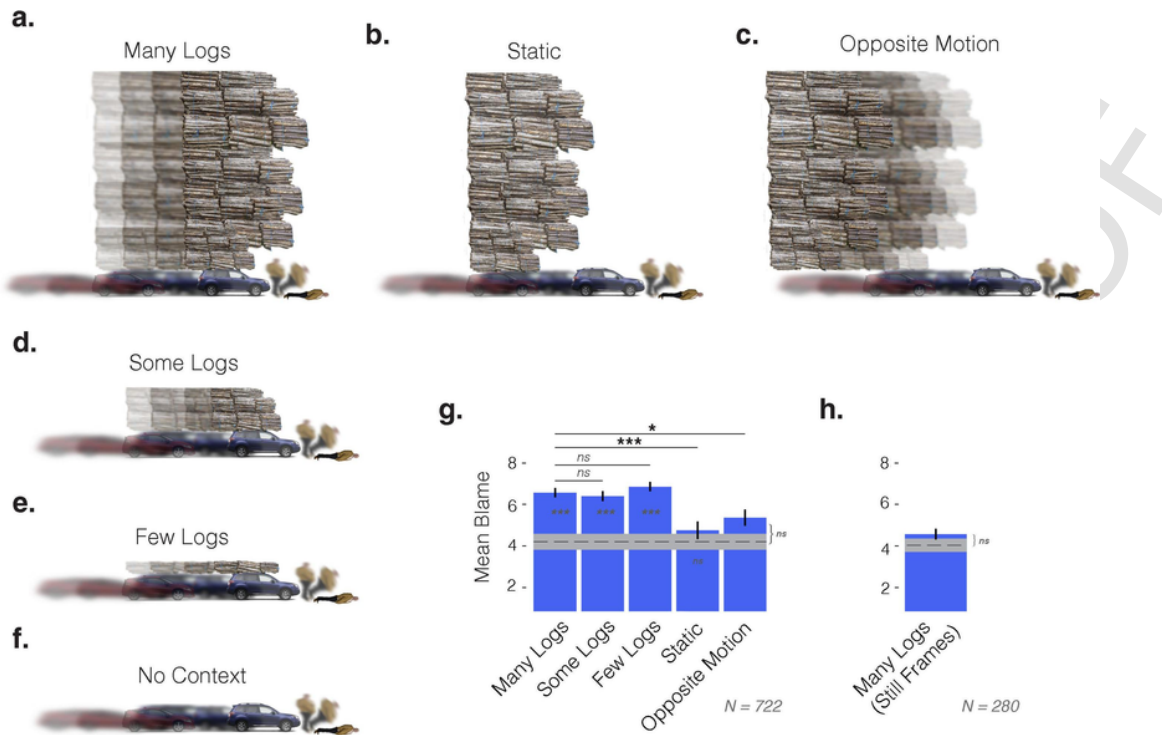 a.
Many Logs
b.
Static
c.
Opposite Motion
d.
Some Logs
e.
Few Logs
f.
No Context
g.
*
***
ns
ns
8
6
4
2
Mean Blame
***
***
***
ns
ns
Many Logs
Some Logs
Few Logs
Static
Opposite Motion
N = 722
h.
8
6
4
2
ns
Many Logs
(Still Frames)
N = 280
OF